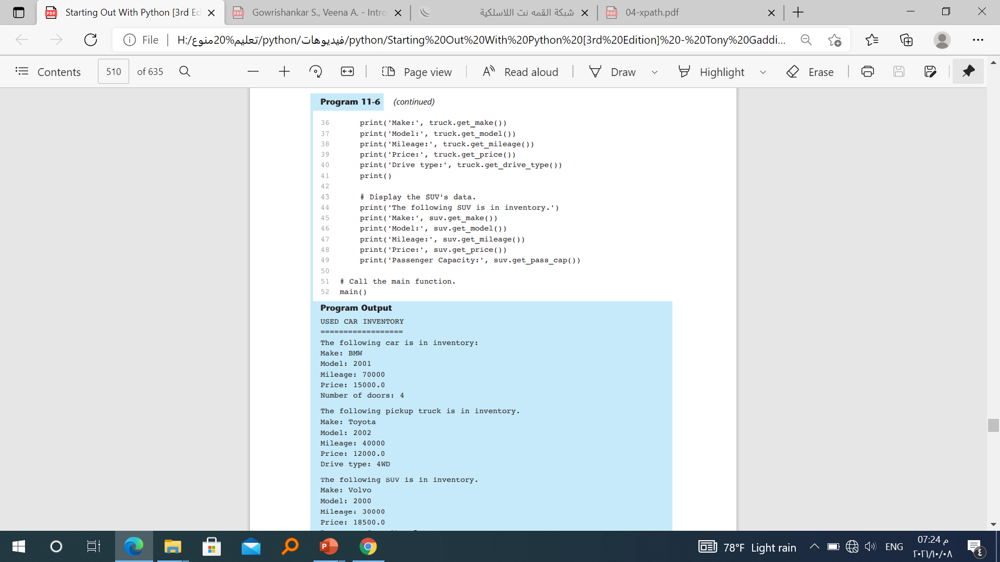 Starting Out With Python [3rd Ed
Gowrishankar S., Veena A. - Intro
شبكة القمه نت اللاسلكية
04-xpath.pdf
File
H:/تعليم%20منوع/python/فيديوهات/python/Starting%20Out%20With%20Python%20[3rd%20Edition]%20-%20Tony%20Gaddi...
Contents
510 of 635
Page view
Read aloud
Draw
Highlight
Erase
Program 11-6 (continued)
36 print('Make:', truck.get_make())
37 print('Model:', truck.get_model())
38 print('Mileage:', truck.get_mileage())
39 print('Price:', truck.get_price())
40 print('Drive type:', truck.get_drive_type())
41 print()
42
43 # Display the SUV's data.
44 print('The following SUV is in inventory.')
45 print('Make:', suv.get_make())
46 print('Model:', suv.get_model())
47 print('Mileage:', suv.get_mileage())
48 print('Price:', suv.get_price())
49 print('Passenger Capacity:', suv.get_pass_cap())
50
51 # Call the main function.
52 main()
Program Output
USED CAR INVENTORY
==================
The following car is in inventory:
Make: BMW
Model: 2001
Mileage: 70000
Price: 15000.0
Number of doors: 4
The following pickup truck is in inventory.
Make: Toyota
Model: 2002
Mileage: 40000
Price: 12000.0
Drive type: 4WD
The following SUV is in inventory.
Make: Volvo
Model: 2000
Mileage: 30000
Price: 18500.0
78°F Light rain
ENG
07:24 م
٢٠٢١/١٠/٠٨
٤